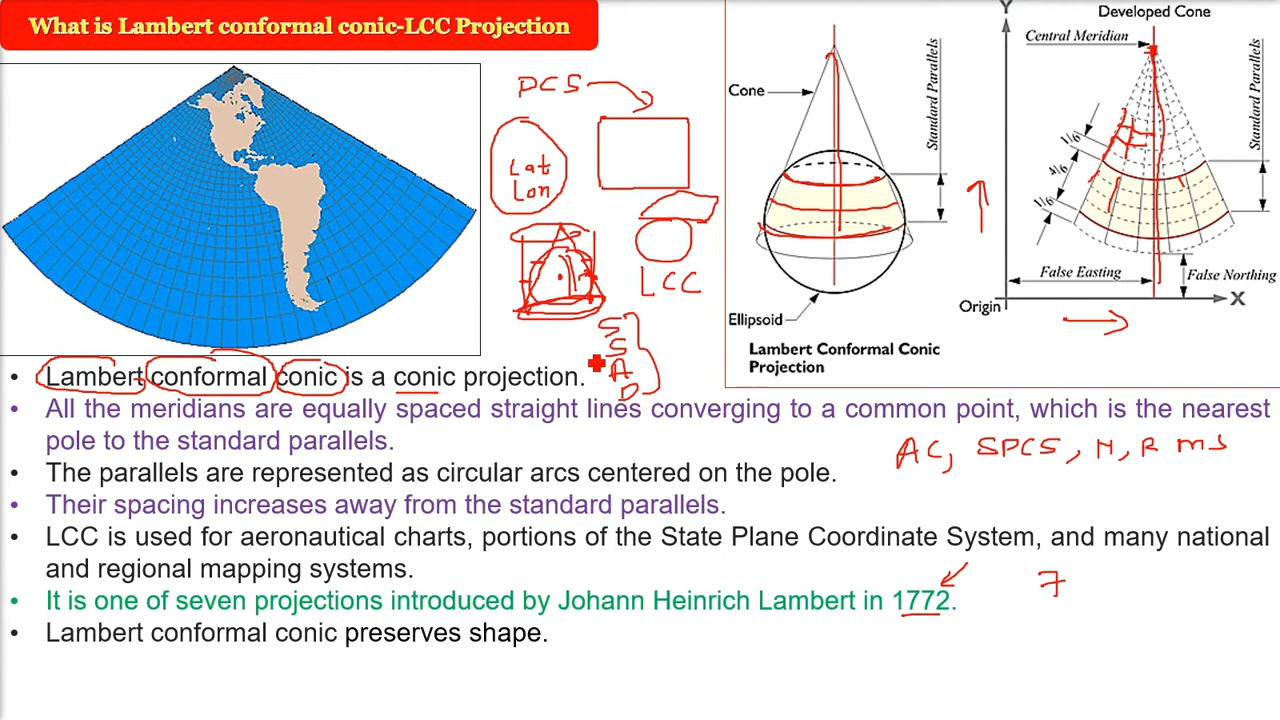 What is Lambert conformal conic-LCC Projection
PCS
Lat
Lon
LCC
S
S
A
D
Cone
Ellipsoid
Standard Parallels
Lambert Conformal Conic
Projection
Y
Developed Cone
Central Meridian
Standard Parallels
1/6
4/6
1/6
False Easting
False Northing
Origin
X
• Lambert conformal conic is a conic projection.
• All the meridians are equally spaced straight lines converging to a common point, which is the nearest
pole to the standard parallels.
AC, SPCS, N, R MS
• The parallels are represented as circular arcs centered on the pole.
• Their spacing increases away from the standard parallels.
• LCC is used for aeronautical charts, portions of the State Plane Coordinate System, and many national
and regional mapping systems.
7
• It is one of seven projections introduced by Johann Heinrich Lambert in 1772.
• Lambert conformal conic preserves shape.